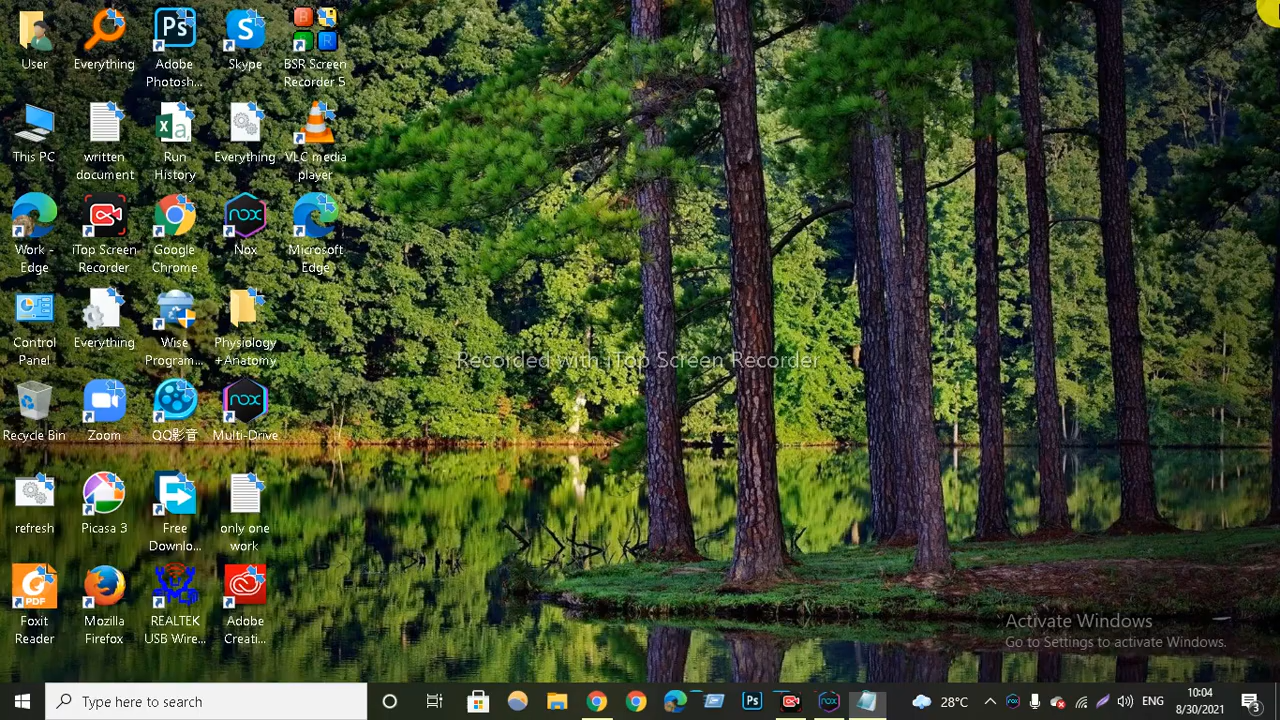 User
Everything
Adobe
Photosh...
Skype
BSR Screen
Recorder 5
This PC
written
document
Run
History
Everything
VLC media
player
Work -
Edge
iTop Screen
Recorder
Google
Chrome
Nox
Microsoft
Edge
Control
Panel
Everything
Wise
Program...
Physiology
+Anatomy
Recycle Bin
Zoom
QQ影音
Multi-Drive
refresh
Picasa 3
Free
Downlo...
only one
work
Foxit
Reader
Mozilla
Firefox
REALTEK
USB Wire...
Adobe
Creati...
Recorded with iTop Screen Recorder
Activate Windows
Go to Settings to activate Windows.
Type here to search
28°C
ENG
10:04
8/30/2021
3